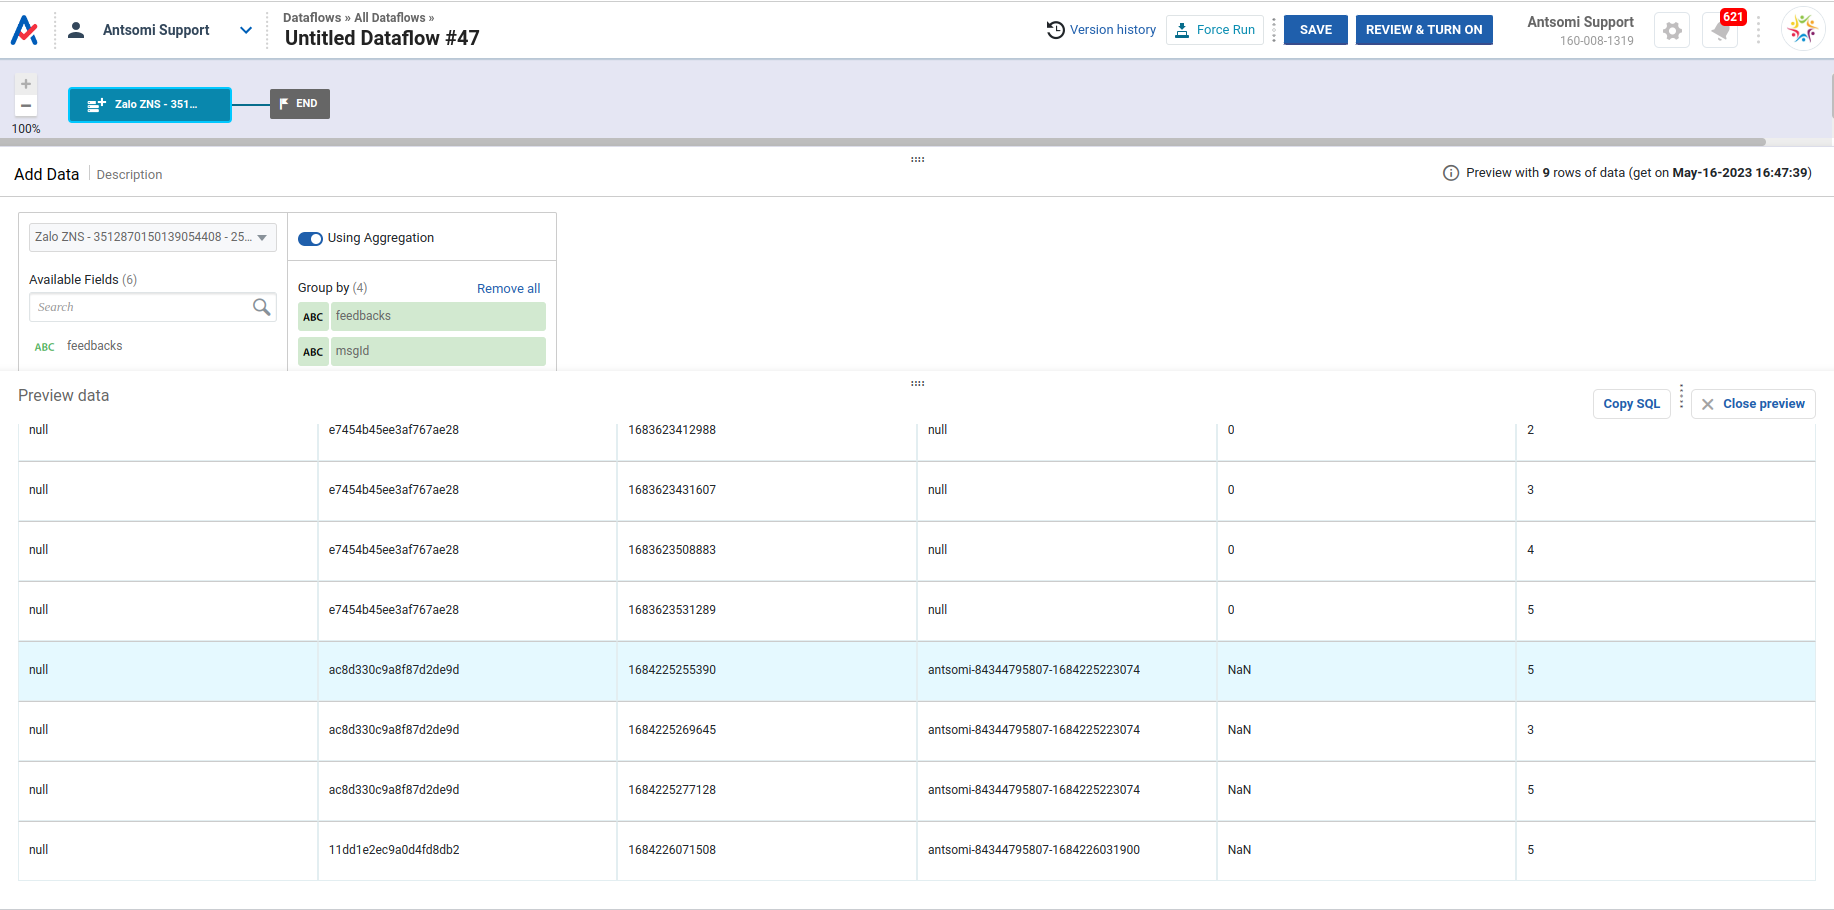 Antsomi Support
Dataflows » All Dataflows »
Untitled Dataflow #47
Version history
Force Run
SAVE
REVIEW & TURN ON
Antsomi Support
160-008-1319
621
100%
Zalo ZNS - 351...
END
Add Data
Description
Preview with 9 rows of data (get on May-16-2023 16:47:39)
Zalo ZNS - 3512870150139054408 - 25...
Using Aggregation
Available Fields (6)
Search
ABC feedbacks
Group by (4)
Remove all
ABC feedbacks
ABC msgId
Preview data
Copy SQL
Close preview
null e7454b45ee3af767ae28 1683623412988 null 0 2
null e7454b45ee3af767ae28 1683623431607 null 0 3
null e7454b45ee3af767ae28 1683623508883 null 0 4
null e7454b45ee3af767ae28 1683623531289 null 0 5
null ac8d330c9a8f87d2de9d 1684225255390 antsomi-84344795807-1684225223074 NaN 5
null ac8d330c9a8f87d2de9d 1684225269645 antsomi-84344795807-1684225223074 NaN 3
null ac8d330c9a8f87d2de9d 1684225277128 antsomi-84344795807-1684225223074 NaN 5
null 11dd1e2ec9a0d4fd8db2 1684226071508 antsomi-84344795807-1684226031900 NaN 5